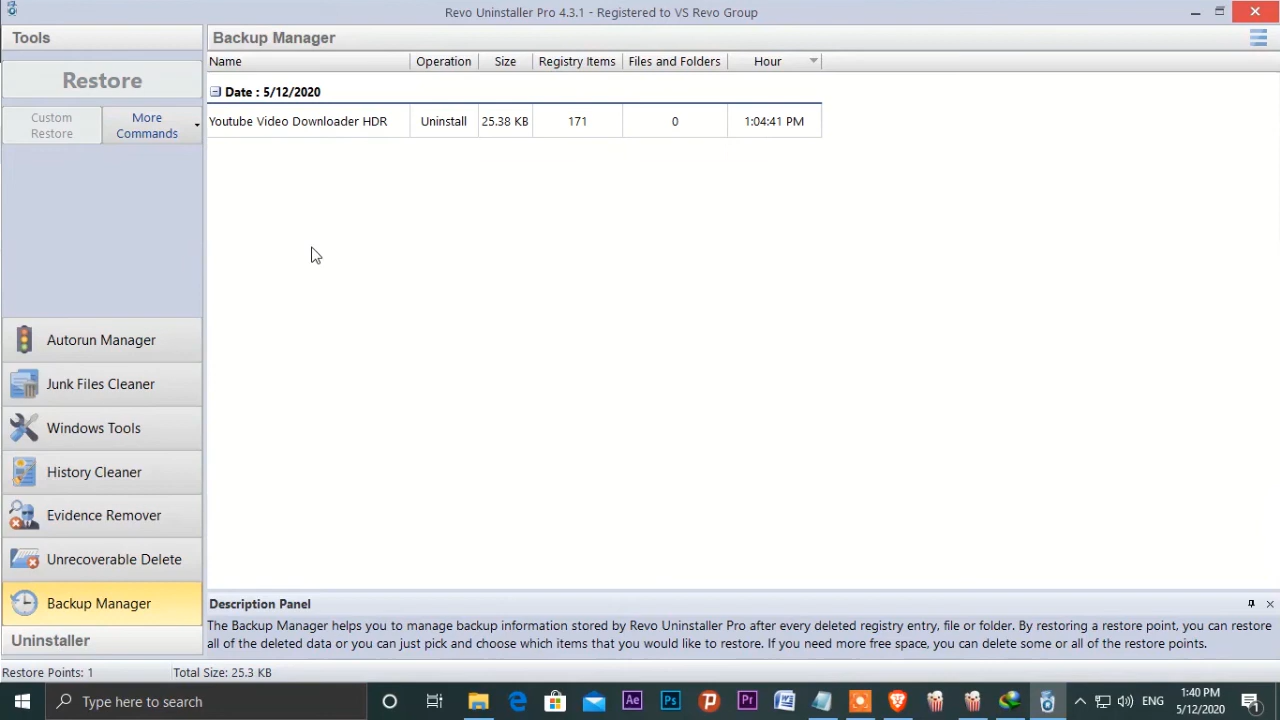 Revo Uninstaller Pro 4.3.1 - Registered to VS Revo Group
Tools
Backup Manager
Restore
Custom Restore
More Commands
Name Operation Size Registry Items Files and Folders Hour
Date : 5/12/2020
Youtube Video Downloader HDR Uninstall 25.38 KB 171 0 1:04:41 PM
Autorun Manager
Junk Files Cleaner
Windows Tools
History Cleaner
Evidence Remover
Unrecoverable Delete
Backup Manager
Uninstaller
Description Panel
The Backup Manager helps you to manage backup information stored by Revo Uninstaller Pro after every deleted registry entry, file or folder. By restoring a restore point, you can restore
all of the deleted data or you can just pick and choose which items that you would like to restore. If you need more free space, you can delete some or all of the restore points.
Restore Points: 1 Total Size: 25.3 KB
Type here to search
Ae
Ps
Pr
ENG
1:40 PM
5/12/2020
1